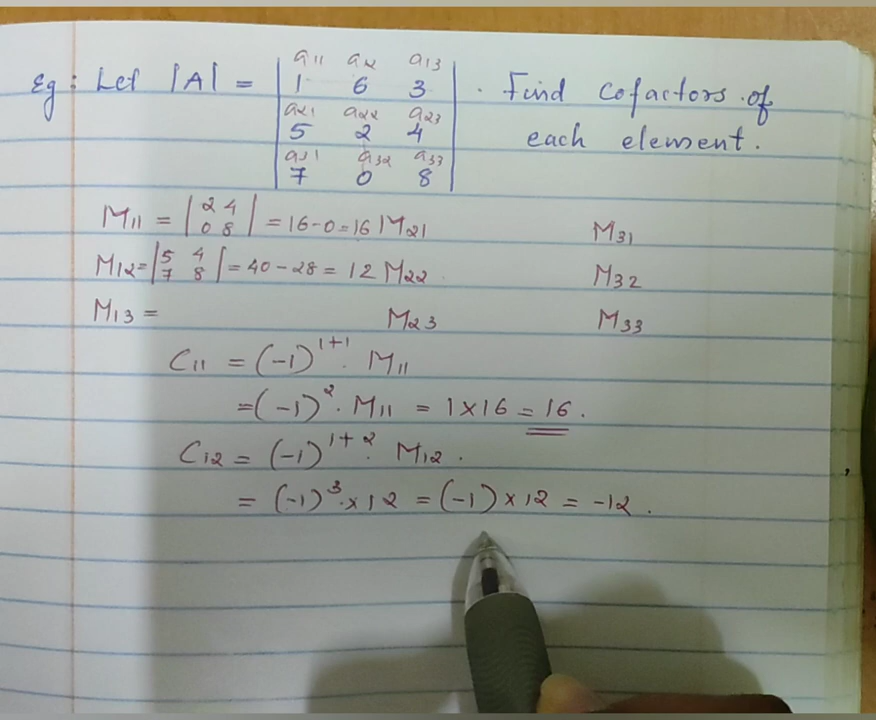 a11 a12 a13
Eg: Let |A| = | 1 6 3 | . Find Cofactors of
a21 a22 a23
5 2 4 each element.
a31 a32 a33
7 0 8
M11 = | 2 4 | = 16-0=16 M21 M31
0 8
M12= | 5 4 | = 40-28 = 12 M22 M32
7 8
M13 = M23 M33
C11 = (-1)^1+1 . M11
= (-1)^2 . M11 = 1×16 = 16.
C12 = (-1)^1+2 . M12 .
= (-1)^3 . ×12 = (-1) ×12 = -12 .